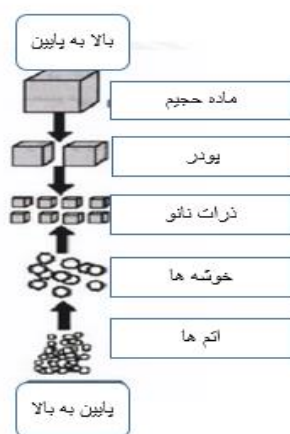 بالا به پایین
ماده حجیم
پودر
ذرات نانو
خوشه ها
اتم ها
پایین به بالا